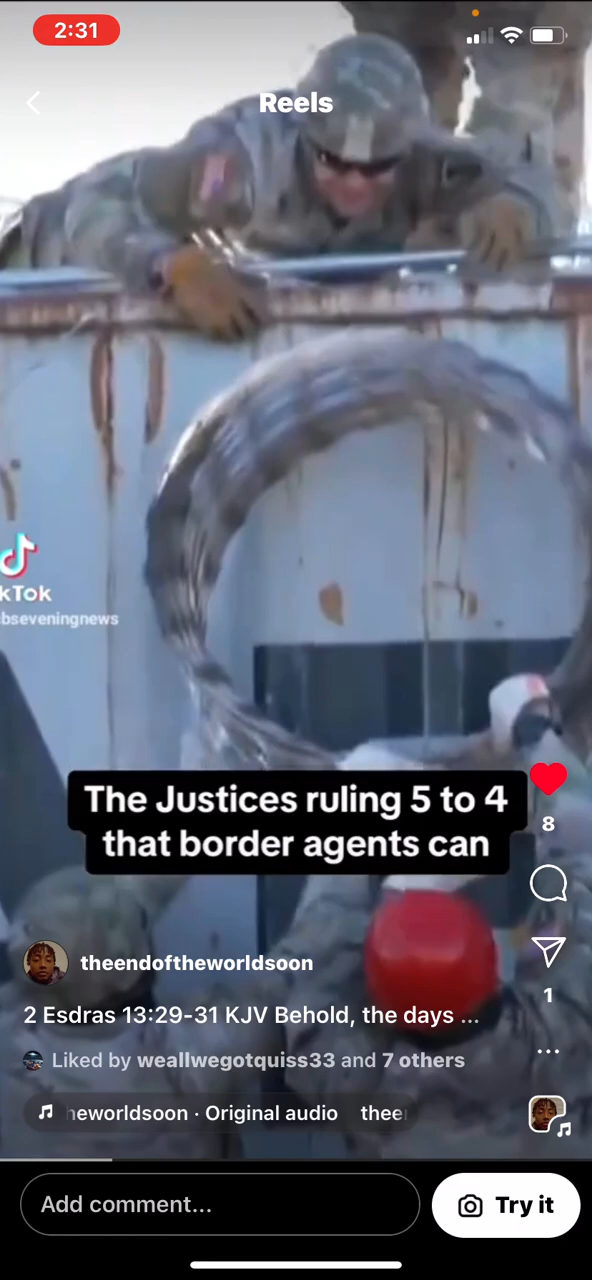 2:31
Reels
kTok
bseveningnews
The Justices ruling 5 to 4
that border agents can
8
theendoftheworldsoon
2 Esdras 13:29-31 KJV Behold, the days ...
1
Liked by weallwegotquiss33 and 7 others
heworldsoon · Original audio thee
Add comment...
Try it